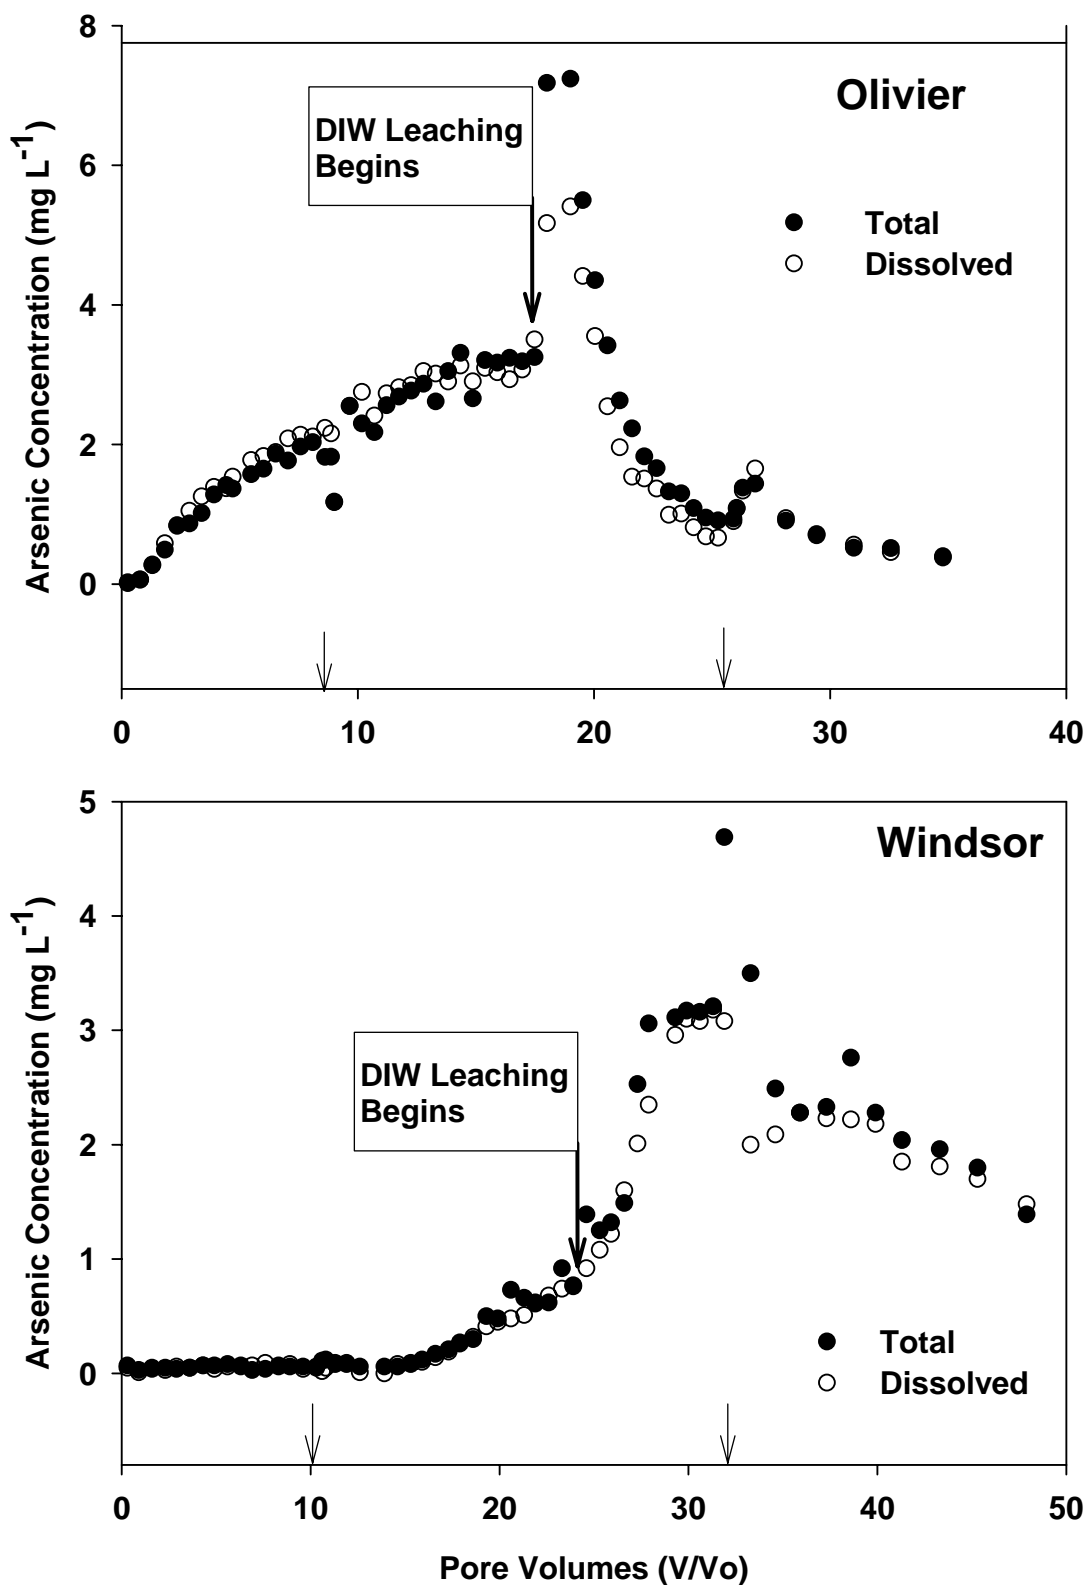 8
6
4
2
0
Arsenic Concentration (mg L-1)
Olivier
DIW Leaching
Begins
Total
Dissolved
0 10 20 30 40
5
4
3
2
1
0
Arsenic Concentration (mg L-1)
Windsor
DIW Leaching
Begins
Total
Dissolved
0 10 20 30 40 50
Pore Volumes (V/Vo)